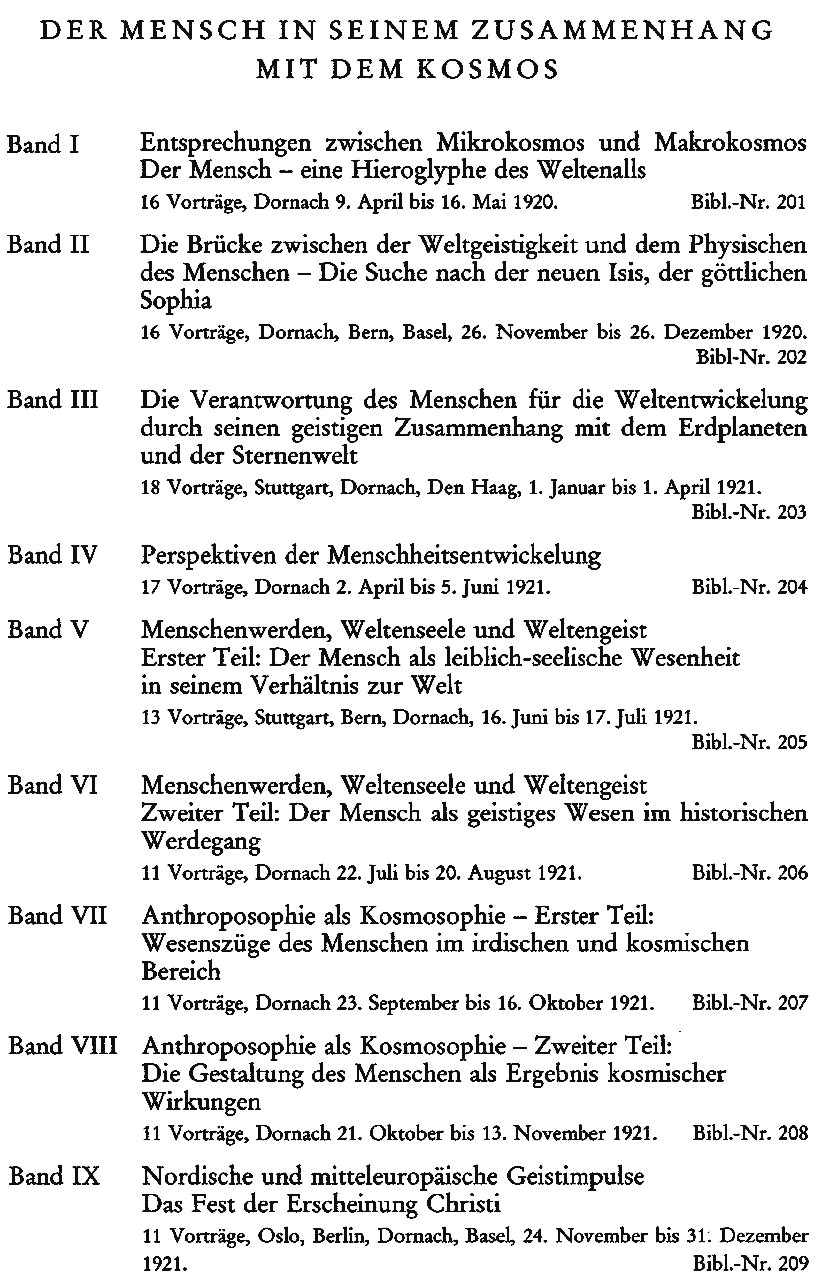 DER MENSCH IN SEINEM ZUSAMMENHANG
MIT DEM KOSMOS
Band I Entsprechungen zwischen Mikrokosmos und Makrokosmos
Der Mensch – eine Hieroglyphe des Weltenalls
16 Vorträge, Dornach 9. April bis 16. Mai 1920. Bibl.-Nr. 201
Band II Die Brücke zwischen der Weltgeistigkeit und dem Physischen
des Menschen – Die Suche nach der neuen Isis, der göttlichen
Sophia
16 Vorträge, Dornach, Bern, Basel, 26. November bis 26. Dezember 1920.
Bibl-Nr. 202
Band III Die Verantwortung des Menschen für die Weltentwickelung
durch seinen geistigen Zusammenhang mit dem Erdplaneten
und der Sternenwelt
18 Vorträge, Stuttgart, Dornach, Den Haag, 1. Januar bis 1. April 1921.
Bibl.-Nr. 203
Band IV Perspektiven der Menschheitsentwickelung
17 Vorträge, Dornach 2. April bis 5. Juni 1921. Bibl.-Nr. 204
Band V Menschenwerden, Weltenseele und Weltengeist
Erster Teil: Der Mensch als leiblich-seelische Wesenheit
in seinem Verhältnis zur Welt
13 Vorträge, Stuttgart, Bern, Dornach, 16. Juni bis 17. Juli 1921.
Bibl.-Nr. 205
Band VI Menschenwerden, Weltenseele und Weltengeist
Zweiter Teil: Der Mensch als geistiges Wesen im historischen
Werdegang
11 Vorträge, Dornach 22. Juli bis 20. August 1921. Bibl.-Nr. 206
Band VII Anthroposophie als Kosmosophie – Erster Teil:
Wesenszüge des Menschen im irdischen und kosmischen
Bereich
11 Vorträge, Dornach 23. September bis 16. Oktober 1921. Bibl.-Nr. 207
Band VIII Anthroposophie als Kosmosophie – Zweiter Teil:
Die Gestaltung des Menschen als Ergebnis kosmischer
Wirkungen
11 Vorträge, Dornach 21. Oktober bis 13. November 1921. Bibl.-Nr. 208
Band IX Nordische und mitteleuropäische Geistimpulse
Das Fest der Erscheinung Christi
11 Vorträge, Oslo, Berlin, Dornach, Basel, 24. November bis 31. Dezember
1921. Bibl.-Nr. 209